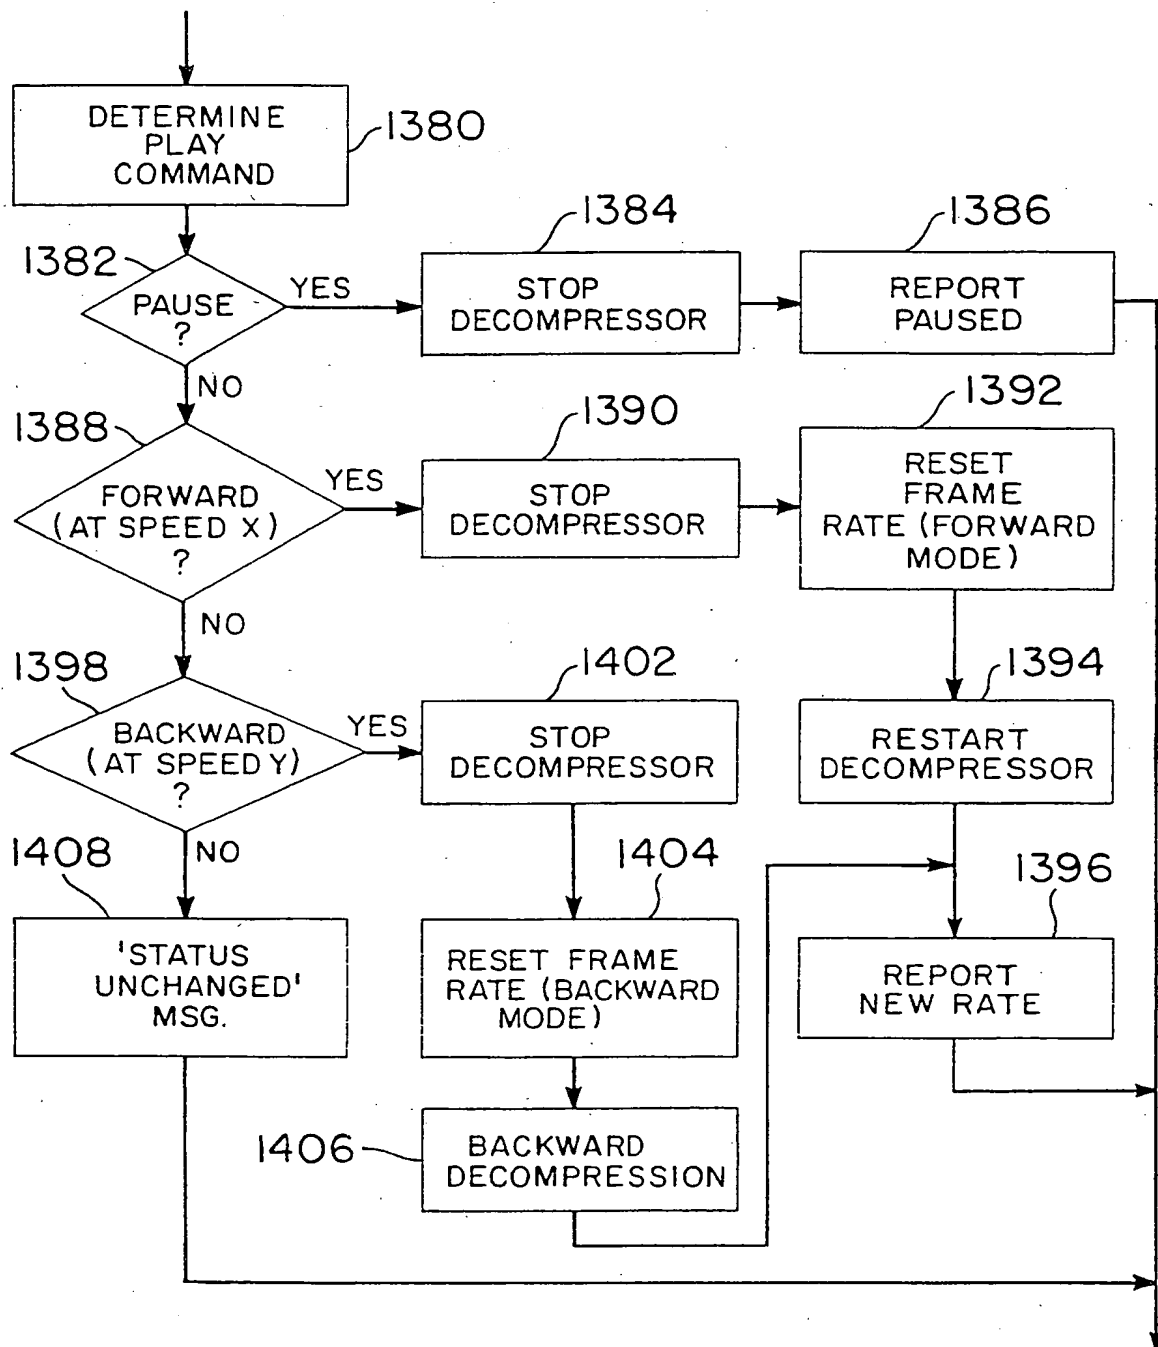 DETERMINE
PLAY
COMMAND
1380
1382
PAUSE
?
YES
NO
1384
STOP
DECOMPRESSOR
1386
REPORT
PAUSED
1388
FORWARD
(AT SPEED X)
?
YES
NO
1390
STOP
DECOMPRESSOR
1392
RESET
FRAME
RATE (FORWARD
MODE)
1394
RESTART
DECOMPRESSOR
1396
REPORT
NEW RATE
1398
BACKWARD
(AT SPEED Y)
?
YES
NO
1402
STOP
DECOMPRESSOR
1404
RESET FRAME
RATE (BACKWARD
MODE)
1406
BACKWARD
DECOMPRESSION
1408
'STATUS
UNCHANGED'
MSG.